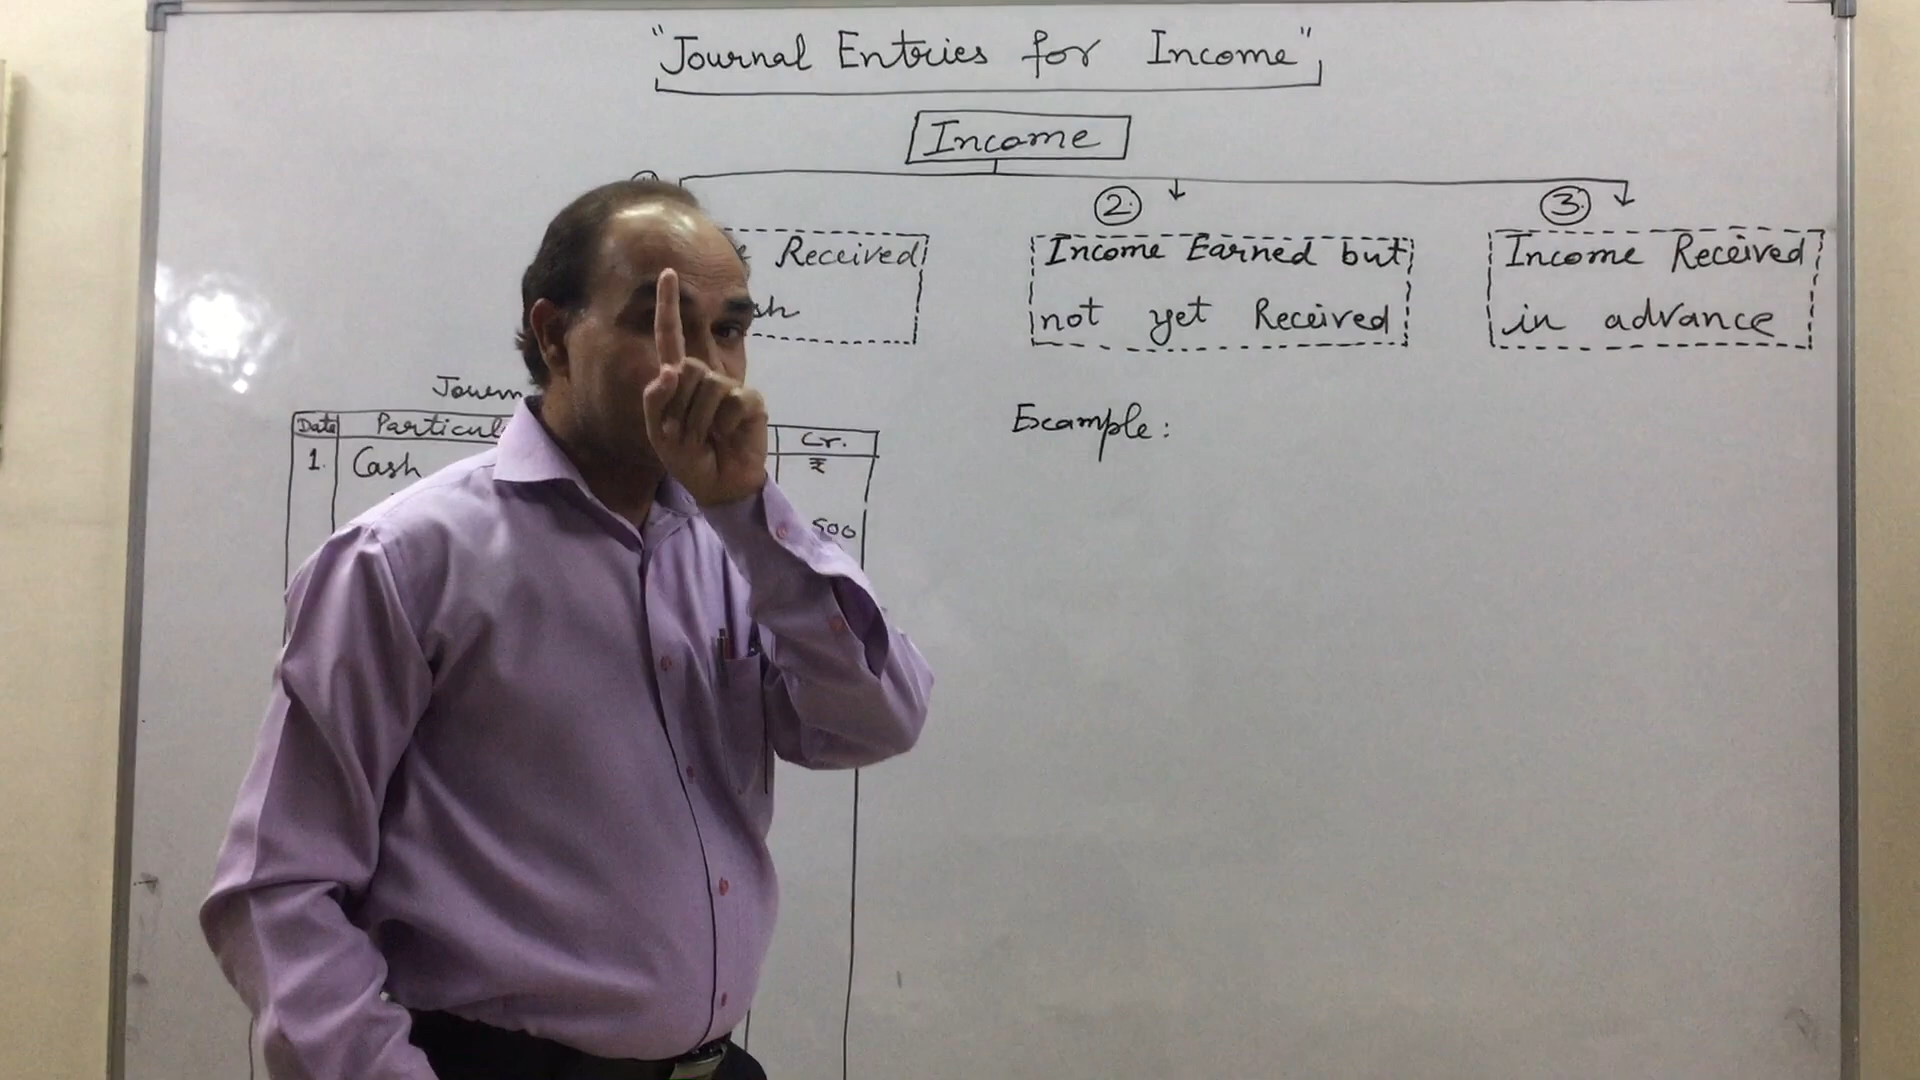 "Journal Entries for Income"
Income
Received
2. Income Earned but
not yet Received
3. Income Received
in advance
Date
Cr.
1. Cash
₹
500
Example: